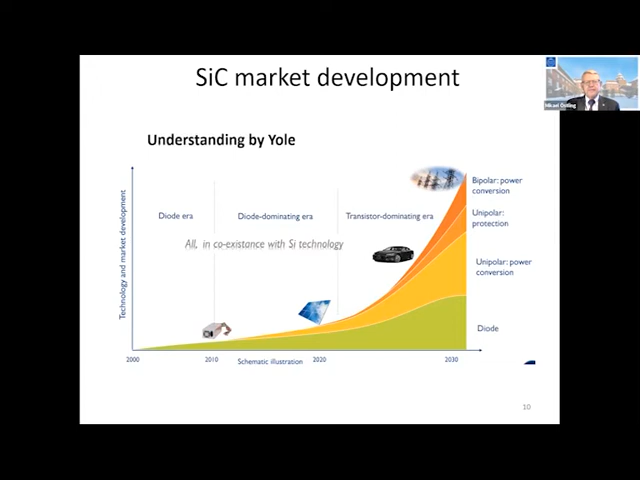 SiC market development
Mikael Östling
Understanding by Yole
Technology and market development
Diode era
Diode-dominating era
Transistor-dominating era
All, in co-existance with Si technology
Bipolar: power
conversion
Unipolar:
protection
Unipolar: power
conversion
Diode
2000
2010
Schematic illustration
2020
2030
10